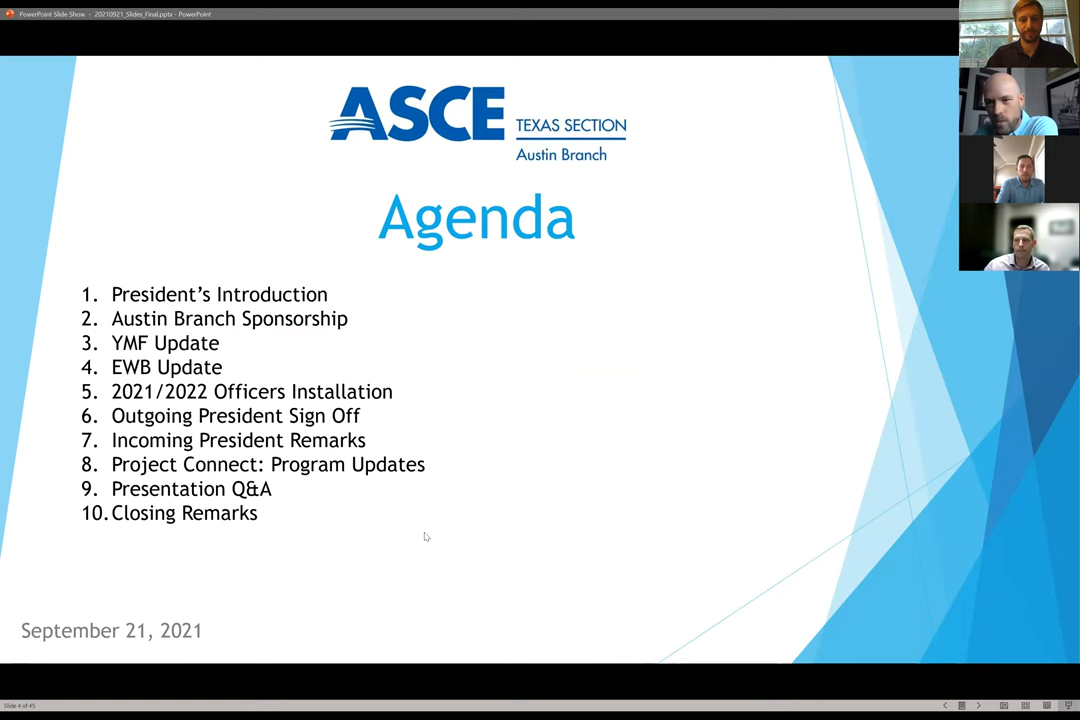 PowerPoint Slide Show - 20210921_Slides_Final.pptx - PowerPoint
ASCE
TEXAS SECTION
Austin Branch
Agenda
1. President’s Introduction
2. Austin Branch Sponsorship
3. YMF Update
4. EWB Update
5. 2021/2022 Officers Installation
6. Outgoing President Sign Off
7. Incoming President Remarks
8. Project Connect: Program Updates
9. Presentation Q&A
10. Closing Remarks
September 21, 2021
Slide 4 of 45